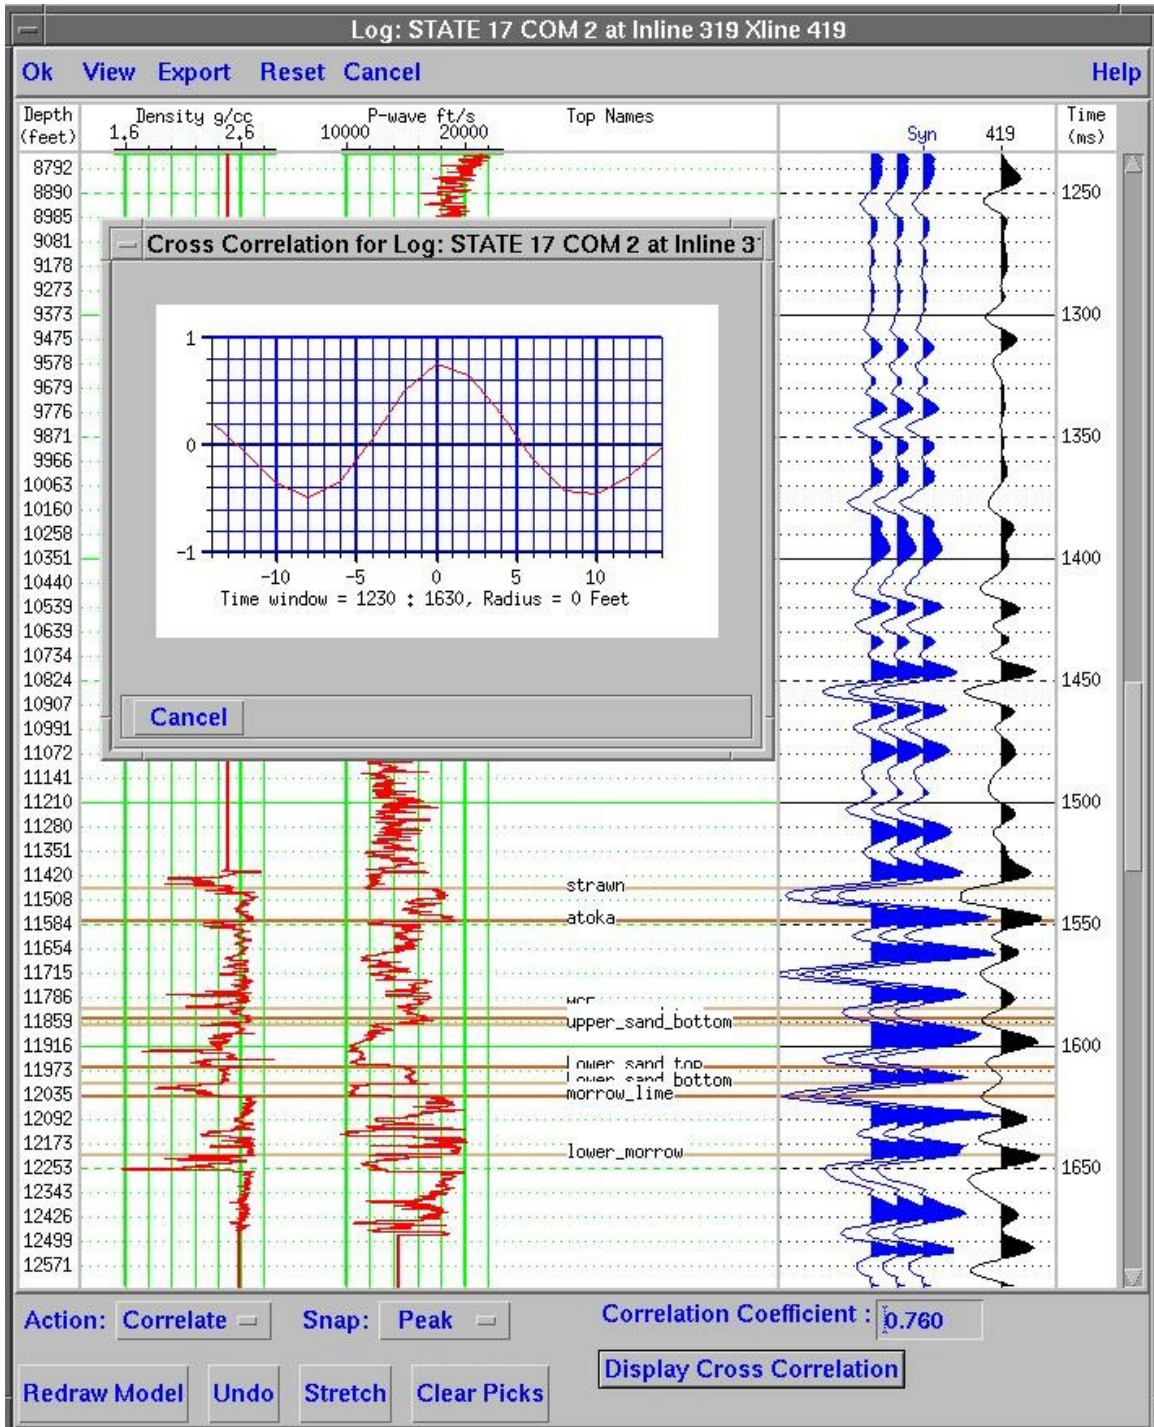 Log: STATE 17 COM 2 at Inline 319 Xline 419
Ok View Export Reset Cancel Help
Depth Density g/cc P-wave ft/s Top Names Time
(feet) 1.6 2.6 10000 20000 Syn 419 (ms)
8792
8890 1250
8985
9081
9178
9273
9373 1300
9475
9578
9679
9776
9871 1350
9966
10063
10160
10258
10351 1400
10440
10539
10639
10734
10824 1450
10907
10991
11072
11141
11210 1500
11280
11351
11420
strawn
11508
atoka
11584 1550
11654
11715
11786
11859
upper_sand_bottom
11916 1600
Lower_sand_top
11973
Lower_sand_bottom
12035
morrow_lime
12092
12173
lower_morrow
12253 1650
12343
12426
12499
12571
Cross Correlation for Log: STATE 17 COM 2 at Inline 31
1
0
-1
-10 -5 0 5 10
Time window = 1230 : 1630, Radius = 0 Feet
Cancel
Action: Correlate Snap: Peak Correlation Coefficient : 0.760
Display Cross Correlation
Redraw Model Undo Stretch Clear Picks